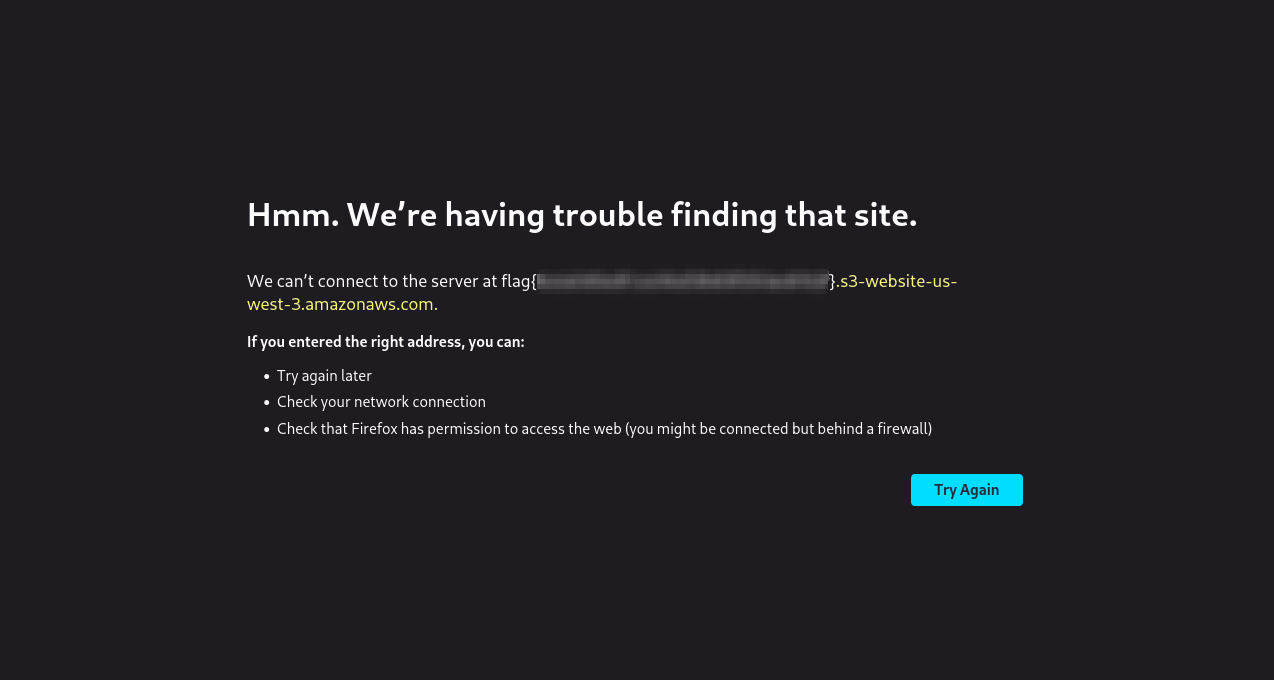 Hmm. We’re having trouble finding that site.
We can’t connect to the server at flag{ }.s3-website-us-
west-3.amazonaws.com.
If you entered the right address, you can:
• Try again later
• Check your network connection
• Check that Firefox has permission to access the web (you might be connected but behind a firewall)
Try Again